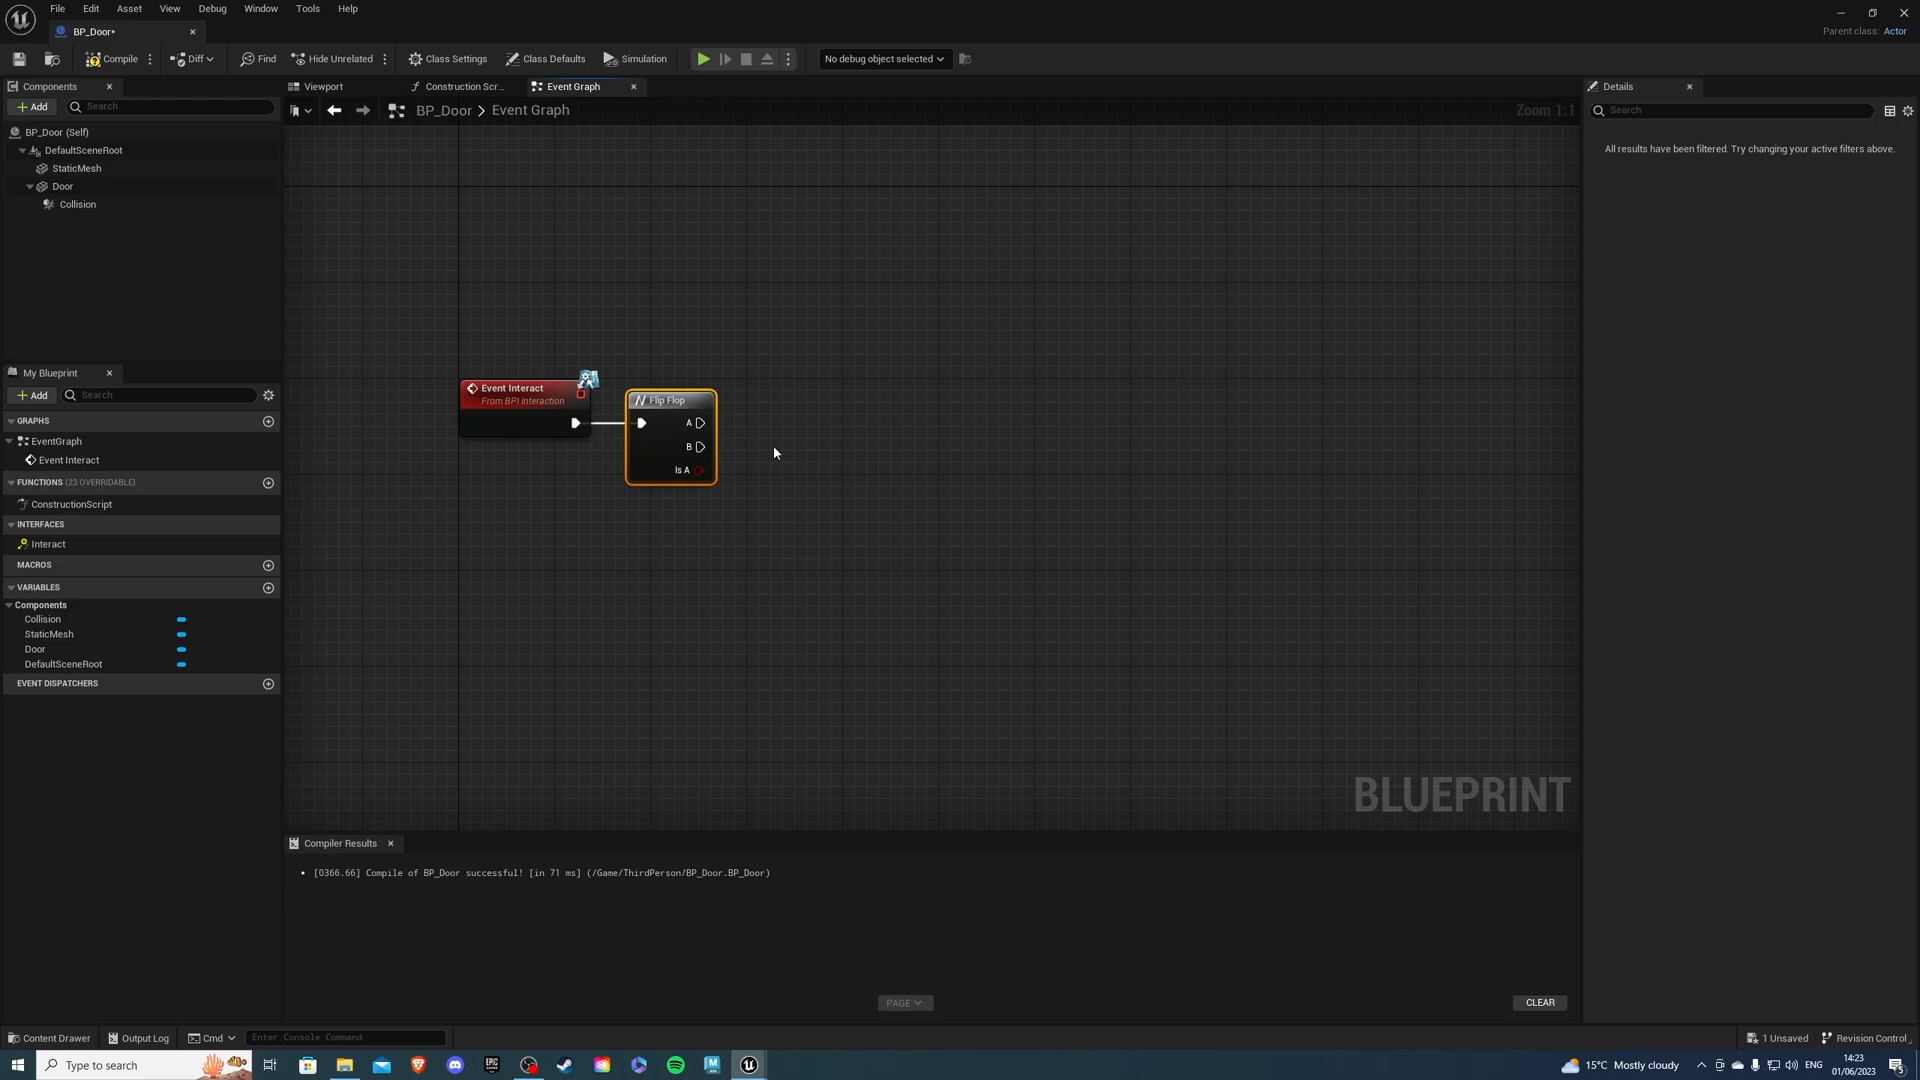 File Edit Asset View Debug Window Tools Help
BP_Door•
Parent class: Actor
Compile Diff Find Hide Unrelated Class Settings Class Defaults Simulation No debug object selected
Components
Viewport Construction Scr... Event Graph
Details
Add Search
BP_Door > Event Graph
Zoom 1:1
Search
BP_Door (Self)
DefaultSceneRoot
StaticMesh
Door
Collision
All results have been filtered. Try changing your active filters above.
My Blueprint
Add Search
GRAPHS
EventGraph
Event Interact
FUNCTIONS (23 OVERRIDABLE)
ConstructionScript
INTERFACES
Interact
MACROS
VARIABLES
Components
Collision
StaticMesh
Door
DefaultSceneRoot
EVENT DISPATCHERS
Event Interact
From BPI Interaction
Flip Flop
A
B
Is A
BLUEPRINT
Compiler Results
• [0366.66] Compile of BP_Door successful! [in 71 ms] (/Game/ThirdPerson/BP_Door.BP_Door)
PAGE
CLEAR
Content Drawer Output Log Cmd Enter Console Command
1 Unsaved Revision Control
Type to search
EPIC
M
15°C Mostly cloudy
ENG
14:23
01/06/2023
5